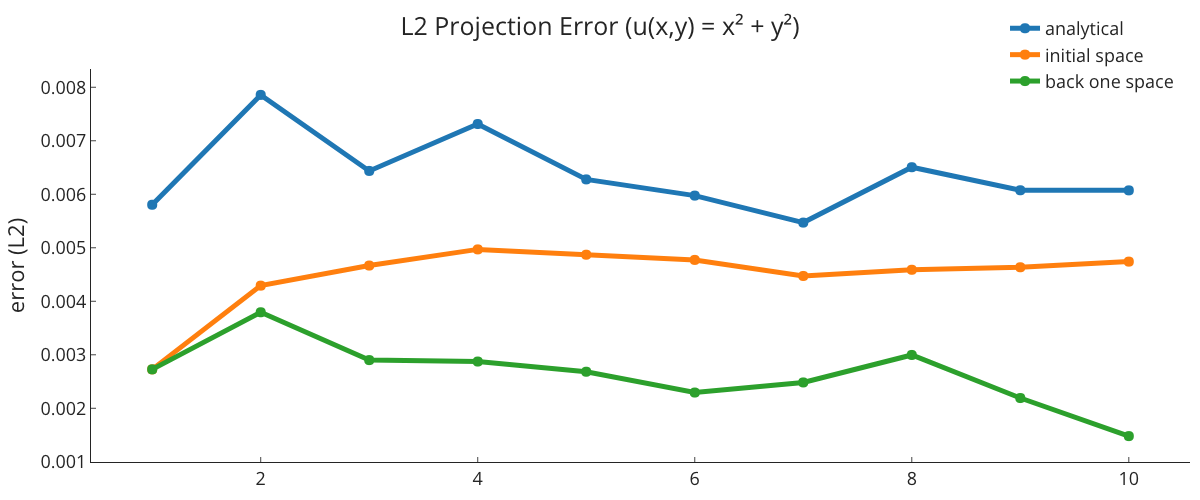 L2 Projection Error (u(x,y) = x² + y²)
analytical
initial space
back one space
error (L2)
0.008
0.007
0.006
0.005
0.004
0.003
0.002
0.001
2
4
6
8
10